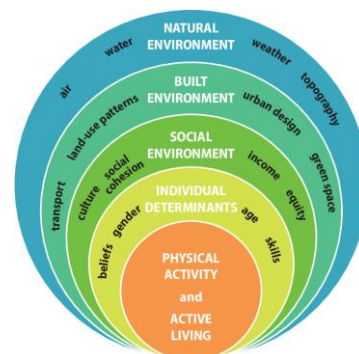 NATURAL
ENVIRONMENT
air
water
weather
topography
BUILT
ENVIRONMENT
transport
land-use patterns
urban design
green space
SOCIAL
ENVIRONMENT
culture
social
cohesion
income
equity
INDIVIDUAL
DETERMINANTS
beliefs
gender
age
skills
PHYSICAL
ACTIVITY
and
ACTIVE
LIVING